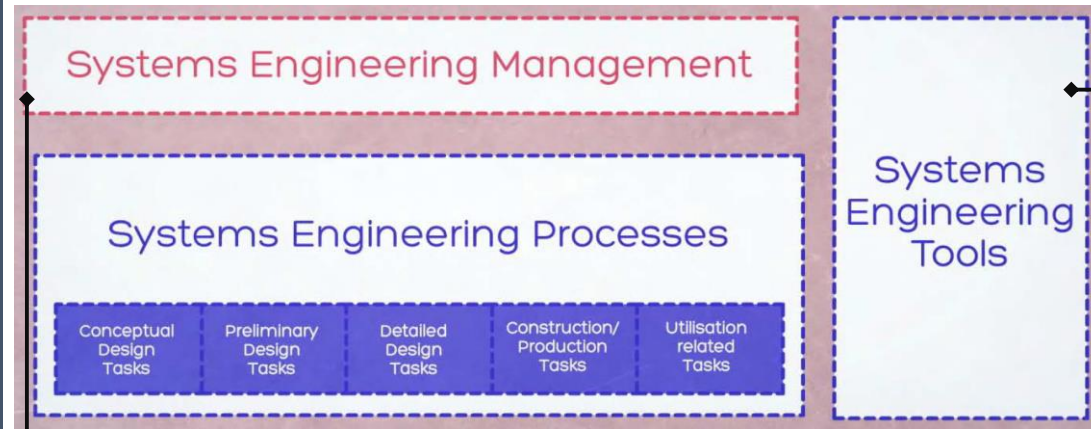 Systems Engineering Management
Systems Engineering Processes
Conceptual
Design
Tasks
Preliminary
Design
Tasks
Detailed
Design
Tasks
Construction/
Production
Tasks
Utilisation
related
Tasks
Systems
Engineering
Tools